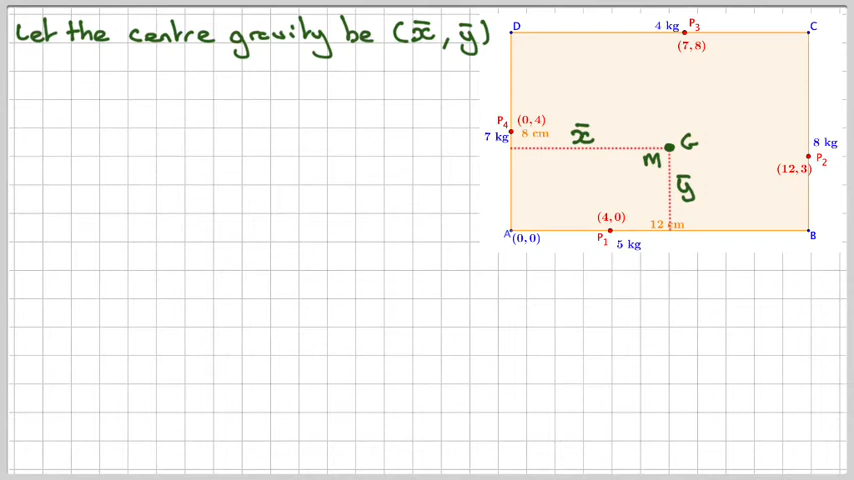 Let the centre gravity be (x̄, ȳ)
D
4 kg
P₃
C
(7, 8)
P₄
(0, 4)
7 kg
8 cm
x̄
G
8 kg
M
P₂
(12, 3)
ȳ
(4, 0)
12 cm
A
(0, 0)
P₁
5 kg
B